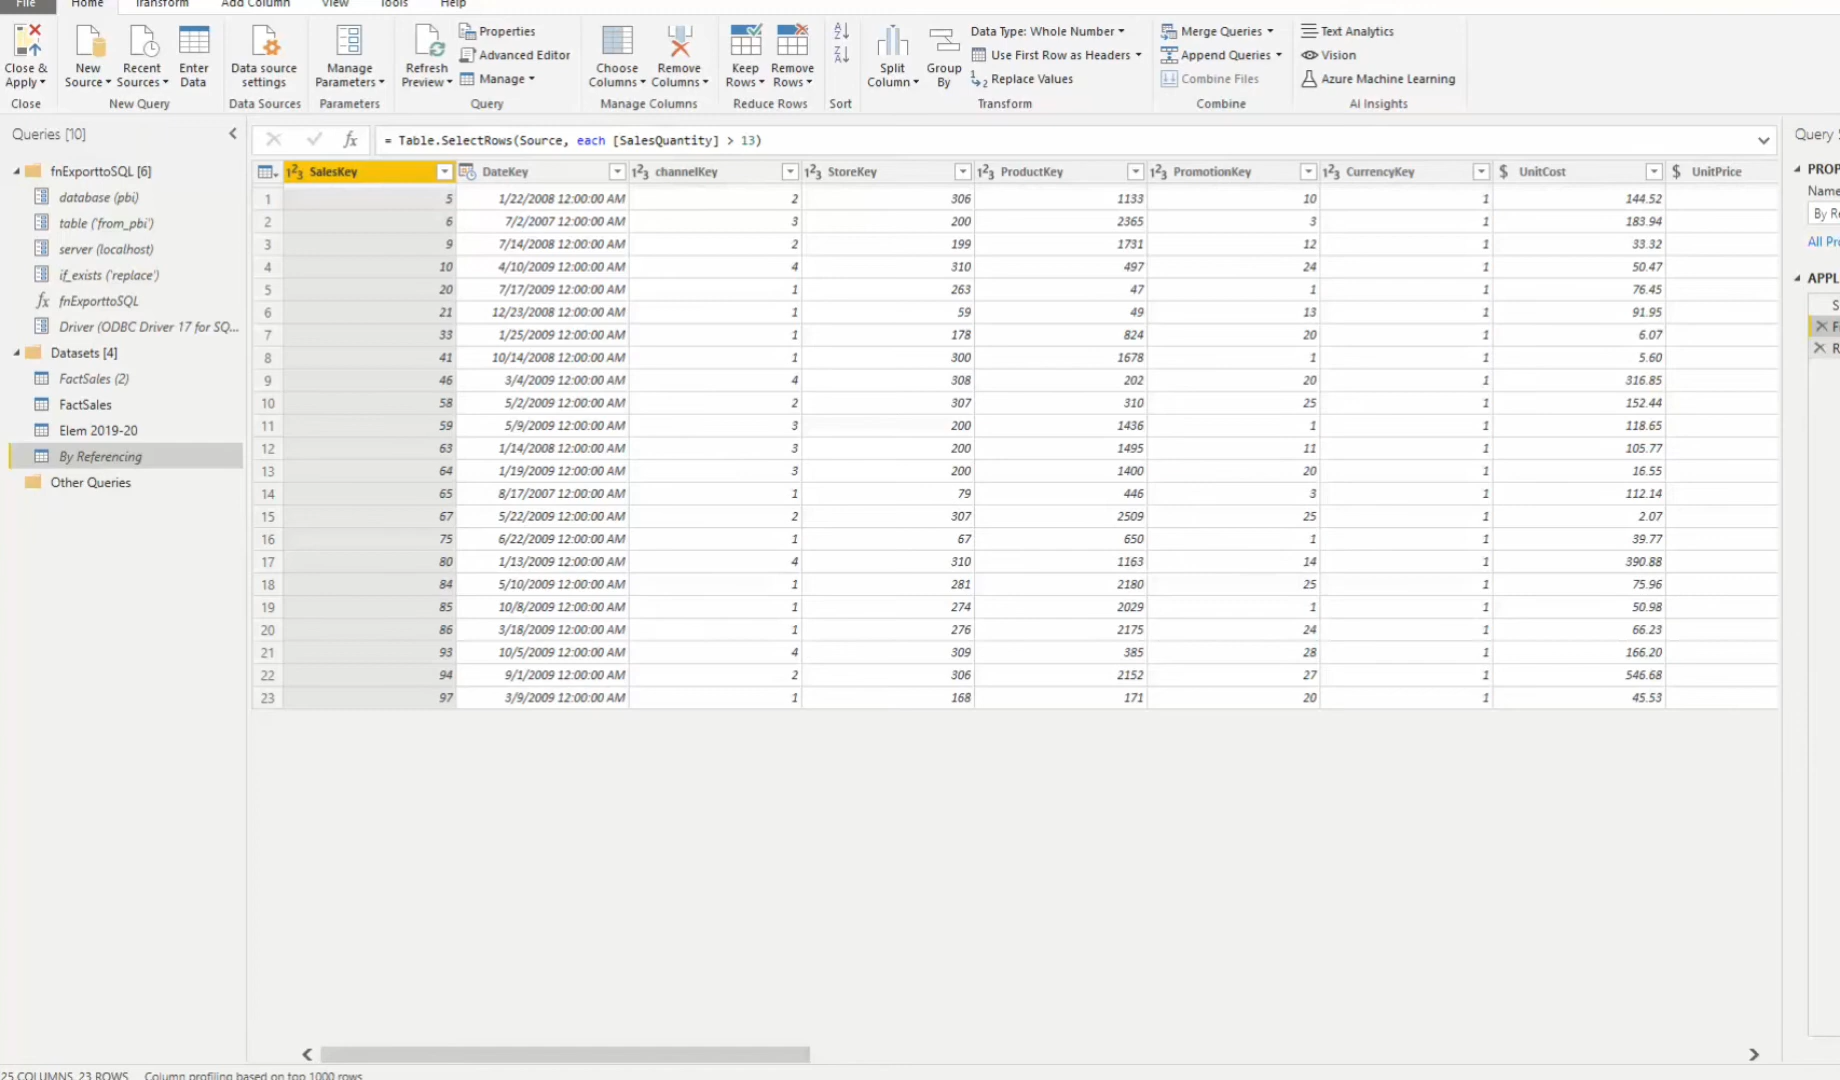 File Home Transform Add Column View Tools Help
Close & Apply
New Source
Recent Sources
Enter Data
Data source settings
Manage Parameters
Refresh Preview
Properties
Advanced Editor
Manage
Choose Columns
Remove Columns
Keep Rows
Remove Rows
Split Column
Group By
Data Type: Whole Number
Use First Row as Headers
Replace Values
Merge Queries
Append Queries
Combine Files
Text Analytics
Vision
Azure Machine Learning
Close New Query Data Sources Parameters Query Manage Columns Reduce Rows Sort Transform Combine AI Insights
Queries [10]
fnExporttoSQL [6]
database (pbi)
table ('from_pbi')
server (localhost)
if_exists ('replace')
fnExporttoSQL
Driver (ODBC Driver 17 for SQ...
Datasets [4]
FactSales (2)
FactSales
Elem 2019-20
By Referencing
Other Queries
= Table.SelectRows(Source, each [SalesQuantity] > 13)
SalesKey DateKey channelKey StoreKey ProductKey PromotionKey CurrencyKey UnitCost UnitPrice
1 5 1/22/2008 12:00:00 AM 2 306 1133 10 1 144.52
2 6 7/2/2007 12:00:00 AM 3 200 2365 3 1 183.94
3 9 7/14/2008 12:00:00 AM 2 199 1731 12 1 33.32
4 10 4/10/2009 12:00:00 AM 4 310 497 24 1 50.47
5 20 7/17/2009 12:00:00 AM 1 263 47 1 1 76.45
6 21 12/23/2008 12:00:00 AM 1 59 49 13 1 91.95
7 33 1/25/2009 12:00:00 AM 1 178 824 20 1 6.07
8 41 10/14/2008 12:00:00 AM 1 300 1678 1 1 5.60
9 46 3/4/2009 12:00:00 AM 4 308 202 20 1 316.85
10 58 5/2/2009 12:00:00 AM 2 307 310 25 1 152.44
11 59 5/9/2009 12:00:00 AM 3 200 1436 1 1 118.65
12 63 1/14/2008 12:00:00 AM 3 200 1495 11 1 105.77
13 64 1/19/2009 12:00:00 AM 3 200 1400 20 1 16.55
14 65 8/17/2007 12:00:00 AM 1 79 446 3 1 112.14
15 67 5/22/2009 12:00:00 AM 2 307 2509 25 1 2.07
16 75 6/22/2009 12:00:00 AM 1 67 650 1 1 39.77
17 80 1/13/2009 12:00:00 AM 4 310 1163 14 1 390.88
18 84 5/10/2009 12:00:00 AM 1 281 2180 25 1 75.96
19 85 10/8/2009 12:00:00 AM 1 274 2029 1 1 50.98
20 86 3/18/2009 12:00:00 AM 1 276 2175 24 1 66.23
21 93 10/5/2009 12:00:00 AM 4 309 385 28 1 166.20
22 94 9/1/2009 12:00:00 AM 2 306 2152 27 1 546.68
23 97 3/9/2009 12:00:00 AM 1 168 171 20 1 45.53
Query
PROP
Name
By Re
All Pr
APPL
25 COLUMNS, 23 ROWS Column profiling based on top 1000 rows